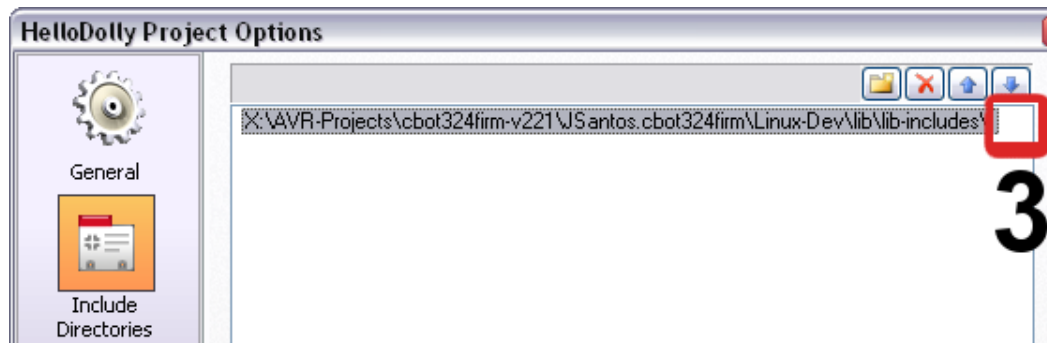 HelloDolly Project Options
X:\AVR-Projects\cbot324firm-v221\JSantos.cbot324firm\Linux-Dev\lib\lib-includes\
General
3
Include
Directories